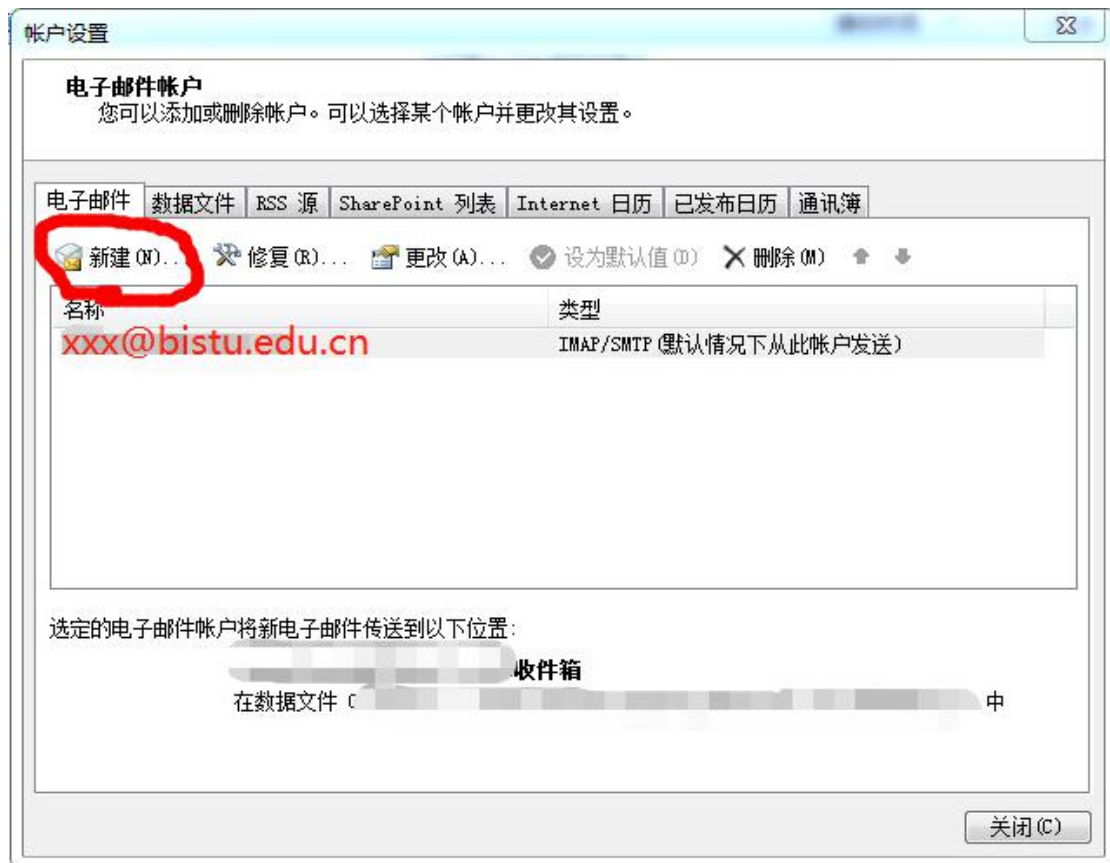 帐户设置
电子邮件帐户
您可以添加或删除帐户。可以选择某个帐户并更改其设置。
电子邮件 数据文件 RSS 源 SharePoint 列表 Internet 日历 已发布日历 通讯簿
新建(N)... 修复(R)... 更改(A)... 设为默认值(D) 删除(M)
名称 类型
xxx@bistu.edu.cn IMAP/SMTP(默认情况下从此帐户发送)
选定的电子邮件帐户将新电子邮件传送到以下位置:
收件箱
在数据文件 中
关闭(C)